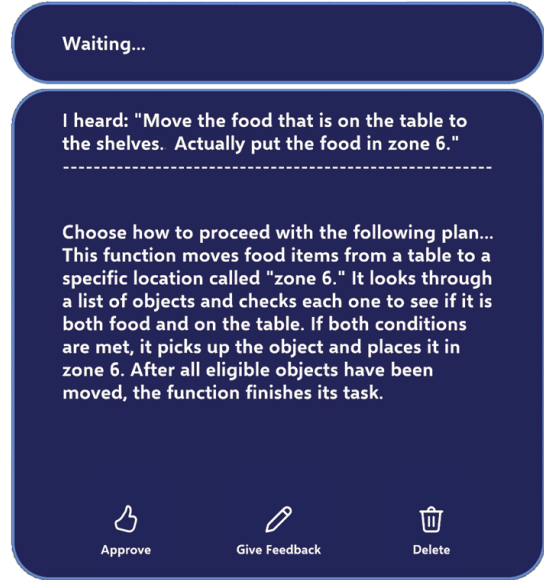 Waiting...
I heard: "Move the food that is on the table to
the shelves.  Actually put the food in zone 6."
--------------------------------------------------------
Choose how to proceed with the following plan...
This function moves food items from a table to a
specific location called "zone 6." It looks through
a list of objects and checks each one to see if it is
both food and on the table. If both conditions
are met, it picks up the object and places it in
zone 6. After all eligible objects have been
moved, the function finishes its task.
Approve
Give Feedback
Delete